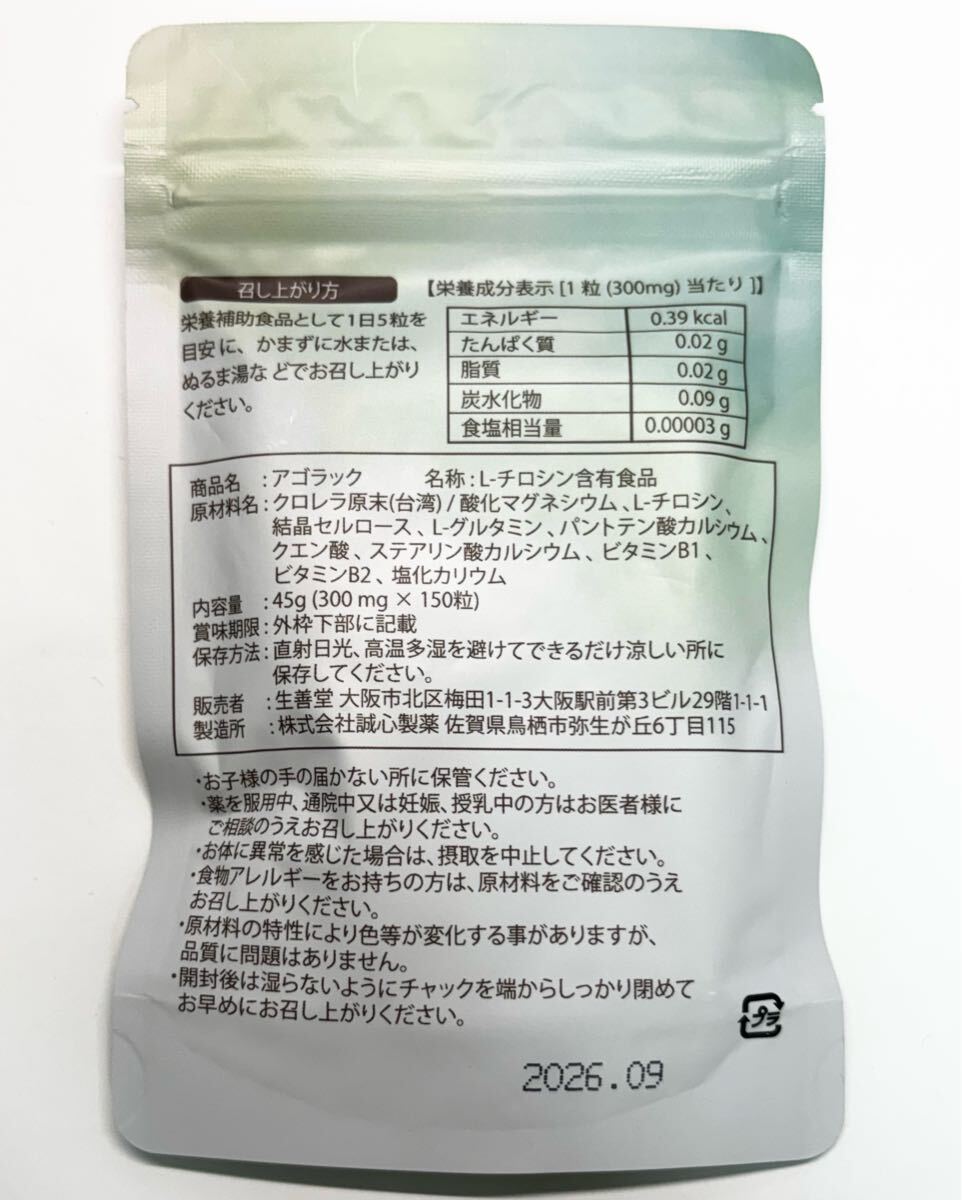 召し上がり方
栄養補助食品として1日5粒を
目安に、かまずに水または、
ぬるま湯な どでお召し上がり
ください。
【栄養成分表示 [1 粒 (300mg) 当たり ]】
エネルギー 0.39 kcal
たんぱく質 0.02 g
脂質 0.02 g
炭水化物 0.09 g
食塩相当量 0.00003 g
商品名 : アゴラック 名称 : L-チロシン含有食品
原材料名 : クロレラ原末(台湾) / 酸化マグネシウム、L-チロシン、
結晶セルロース、L-グルタミン、パントテン酸カルシウム、
クエン酸、ステアリン酸カルシウム、ビタミンB1、
ビタミンB2、塩化カリウム
内容量 : 45g (300 mg × 150粒)
賞味期限 : 外枠下部に記載
保存方法 : 直射日光、高温多湿を避けてできるだけ涼しい所に
保存してください。
販売者 : 生善堂 大阪市北区梅田1-1-3大阪駅前第3ビル29階1-1-1
製造所 : 株式会社誠心製薬 佐賀県鳥栖市弥生が丘6丁目115
・お子様の手の届かない所に保管ください。
・薬を服用中、通院中又は妊娠、授乳中の方はお医者様に
ご相談のうえお召し上がりください。
・お体に異常を感じた場合は、摂取を中止してください。
・食物アレルギーをお持ちの方は、原材料をご確認のうえ
お召し上がりください。
・原材料の特性により色等が変化する事がありますが、
品質に問題はありません。
・開封後は湿らないようにチャックを端からしっかり閉めて
お早めにお召し上がりください。
プラ
2026.09